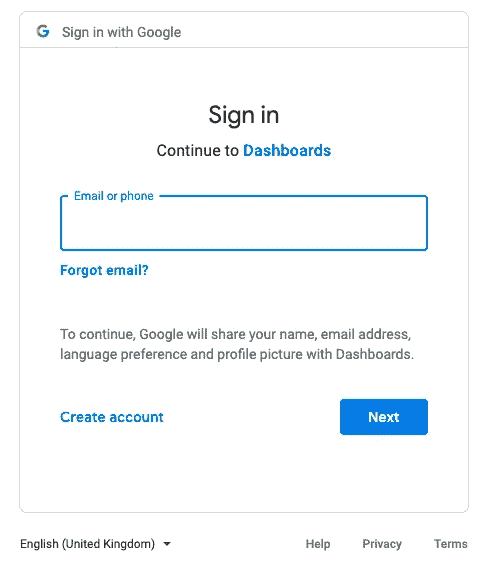 Sign in with Google
Sign in
Continue to Dashboards
Email or phone
Forgot email?
To continue, Google will share your name, email address,
language preference and profile picture with Dashboards.
Create account
Next
English (United Kingdom)
Help
Privacy
Terms